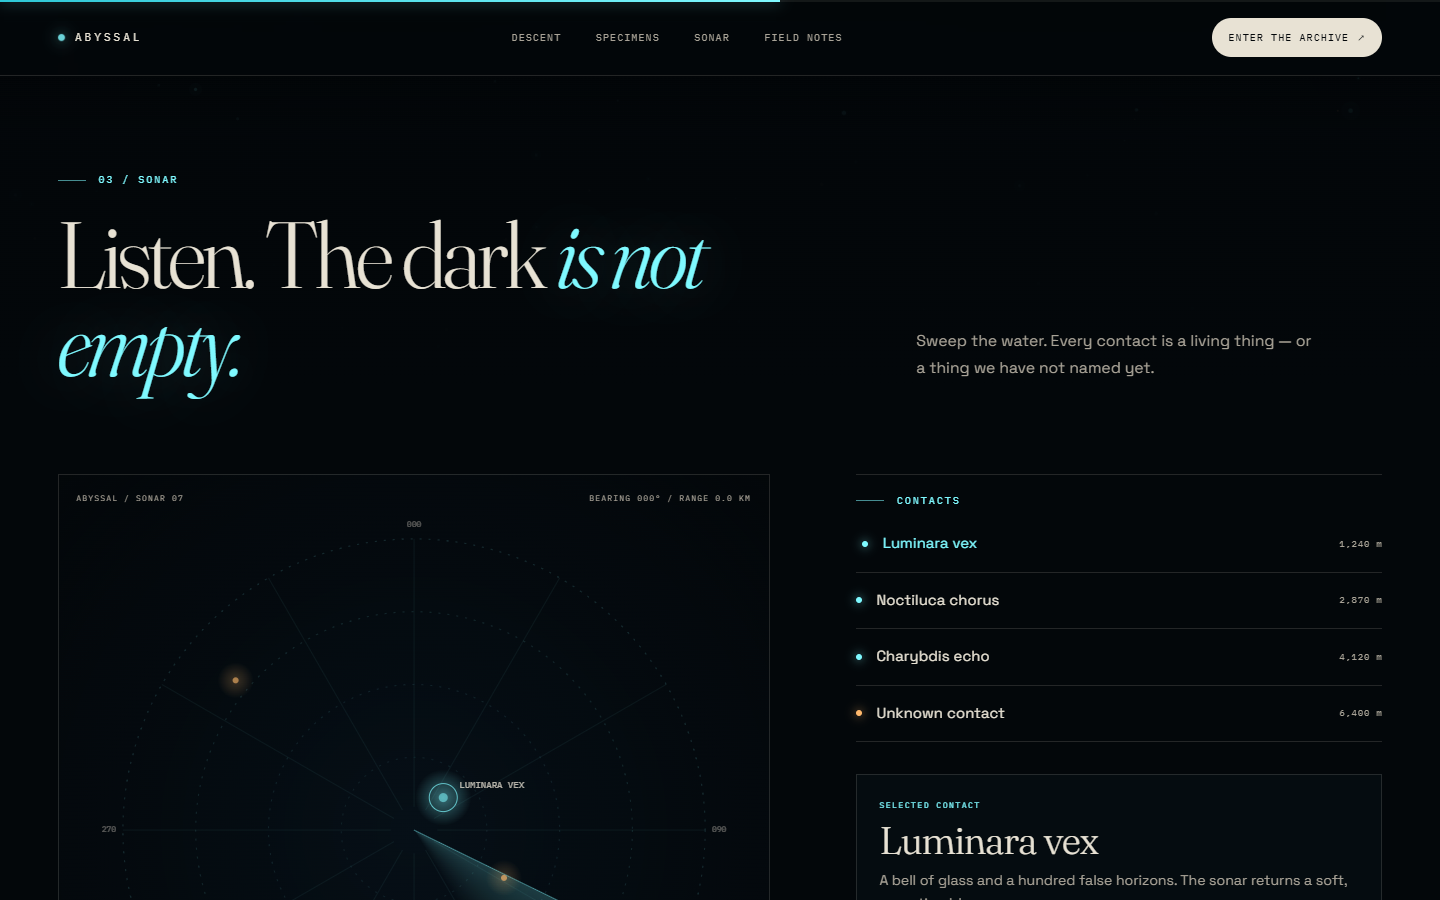 ABYSSAL
DESCENT SPECIMENS SONAR FIELD NOTES
ENTER THE ARCHIVE ↗
03 / SONAR
Listen. The dark is not
empty.
Sweep the water. Every contact is a living thing — or
a thing we have not named yet.
ABYSSAL / SONAR 07
BEARING 000° / RANGE 0.0 KM
000
LUMINARA VEX
270
090
CONTACTS
Luminara vex 1,240 m
Noctiluca chorus 2,870 m
Charybdis echo 4,120 m
Unknown contact 6,400 m
SELECTED CONTACT
Luminara vex
A bell of glass and a hundred false horizons. The sonar returns a soft,